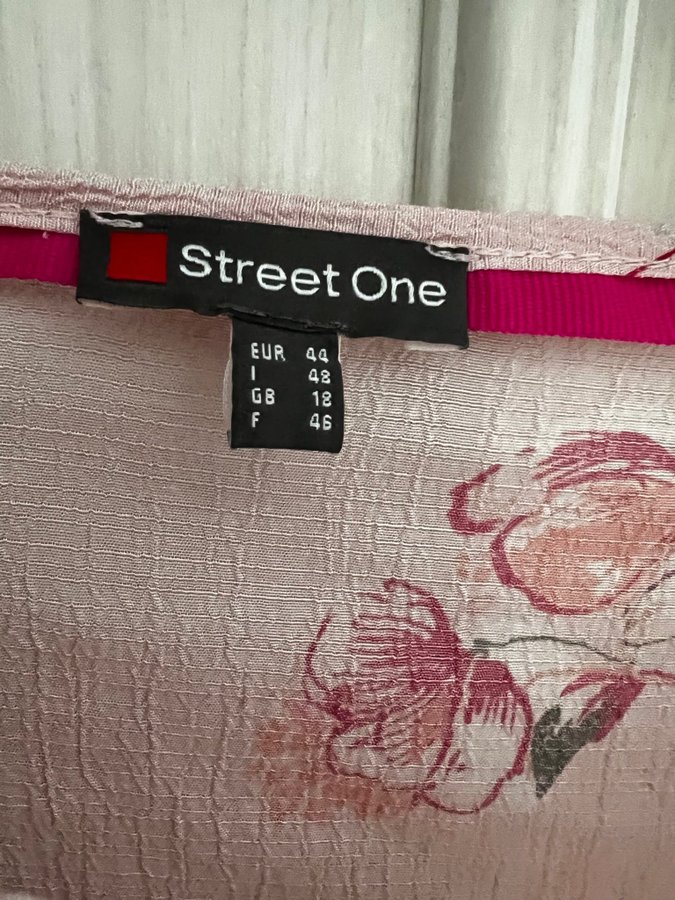 Street One
EUR 44
I 48
GB 18
F 46